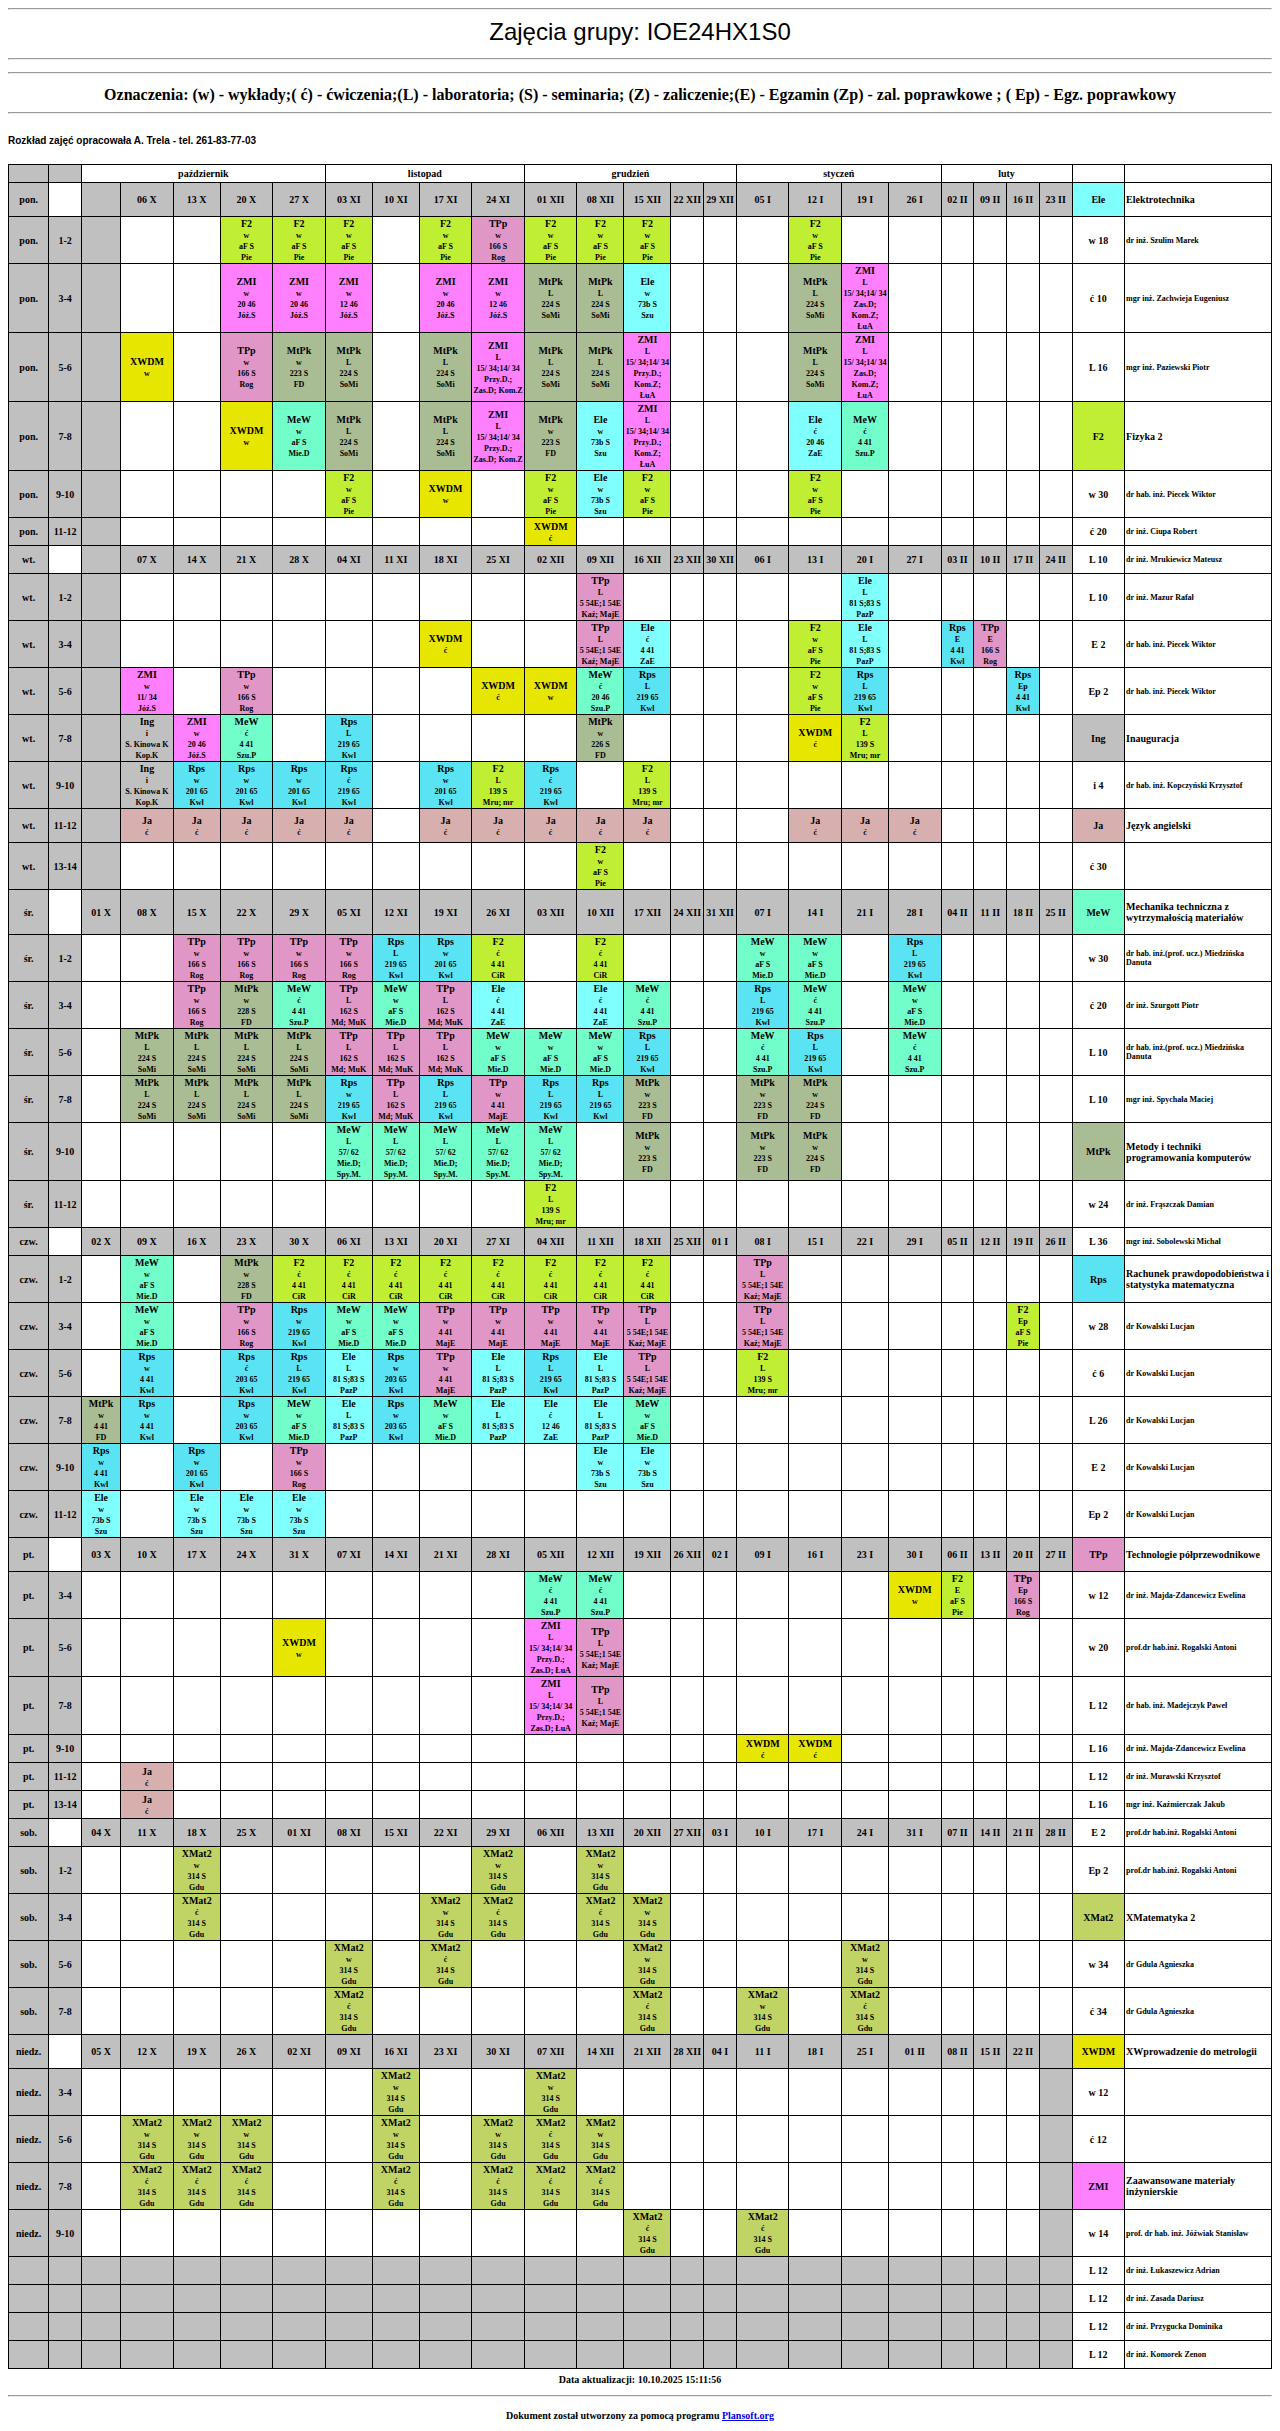 Zajęcia grupy: IOE24HX1S0
Oznaczenia: (w) - wykłady;( ć) - ćwiczenia;(L) - laboratoria; (S) - seminaria; (Z) - zaliczenie;(E) - Egzamin (Zp) - zal. poprawkowe ; ( Ep) - Egz. poprawkowy
Rozkład zajęć opracowała A. Trela - tel. 261-83-77-03
październik listopad grudzień styczeń luty
pon. 06 X 13 X 20 X 27 X 03 XI 10 XI 17 XI 24 XI 01 XII 08 XII 15 XII 22 XII 29 XII 05 I 12 I 19 I 26 I 02 II 09 II 16 II 23 II Ele Elektrotechnika
F2 F2 F2 F2 TPp F2 F2 F2 F2
pon. 1-2 w w w w w w w w w w 18 dr inż. Szulim Marek
aF S aF S aF S aF S 166 S aF S aF S aF S aF S
Pie Pie Pie Pie Rog Pie Pie Pie Pie
ZMI ZMI ZMI ZMI ZMI MtPk MtPk Ele MtPk ZMI
pon. 3-4 w w w w w L L w L L ć 10 mgr inż. Zachwieja Eugeniusz
20 46 20 46 12 46 20 46 12 46 224 S 224 S 73b S 224 S 15/ 34;14/ 34
Jóź.S Jóź.S Jóź.S Jóź.S Jóź.S SoMi SoMi Szu SoMi Zas.D; Kom.Z; ŁuA
XWDM TPp MtPk MtPk MtPk ZMI MtPk MtPk ZMI MtPk ZMI
pon. 5-6 w w w L L L L L L L L L 16 mgr inż. Paziewski Piotr
166 S 223 S 224 S 224 S 15/ 34;14/ 34 224 S 224 S 15/ 34;14/ 34 224 S 15/ 34;14/ 34
Rog FD SoMi SoMi Przy.D.; Zas.D; Kom.Z SoMi SoMi Przy.D.; Kom.Z; ŁuA SoMi Zas.D; Kom.Z; ŁuA
XWDM MeW MtPk MtPk ZMI MtPk Ele ZMI Ele MeW
pon. 7-8 w w L L L w w L ć ć F2 Fizyka 2
aF S 224 S 224 S 15/ 34;14/ 34 223 S 73b S 15/ 34;14/ 34 20 46 4 41
Mie.D SoMi SoMi Przy.D.; Zas.D; Kom.Z FD Szu Przy.D.; Kom.Z; ŁuA ZaE Szu.P
F2 XWDM F2 Ele F2 F2
pon. 9-10 w w w w w w w 30 dr hab. inż. Piecek Wiktor
aF S aF S 73b S aF S aF S
Pie Pie Szu Pie Pie
pon. 11-12 XWDM ć 20 dr inż. Ciupa Robert
ć
wt. 07 X 14 X 21 X 28 X 04 XI 11 XI 18 XI 25 XI 02 XII 09 XII 16 XII 23 XII 30 XII 06 I 13 I 20 I 27 I 03 II 10 II 17 II 24 II L 10 dr inż. Mrukiewicz Mateusz
TPp Ele
wt. 1-2 L L L 10 dr inż. Mazur Rafał
5 54E;1 54E 81 S;83 S
Kaź; MajE PazP
XWDM TPp Ele F2 Ele Rps TPp
wt. 3-4 ć L ć w L E E E 2 dr hab. inż. Piecek Wiktor
5 54E;1 54E 4 41 aF S 81 S;83 S 4 41 166 S
Kaź; MajE ZaE Pie PazP Kwl Rog
ZMI TPp XWDM XWDM MeW Rps F2 Rps Rps
wt. 5-6 w w ć w ć L w L Ep Ep 2 dr hab. inż. Piecek Wiktor
11/ 34 166 S 20 46 219 65 aF S 219 65 4 41
Jóź.S Rog Szu.P Kwl Pie Kwl Kwl
Ing ZMI MeW Rps MtPk XWDM F2
wt. 7-8 i w ć L w ć L Ing Inauguracja
S. Kinowa K 20 46 4 41 219 65 226 S 139 S
Kop.K Jóź.S Szu.P Kwl FD Mru; mr
Ing Rps Rps Rps Rps Rps F2 Rps F2
wt. 9-10 i w w w ć w L ć L i 4 dr hab. inż. Kopczyński Krzysztof
S. Kinowa K 201 65 201 65 201 65 219 65 201 65 139 S 219 65 139 S
Kop.K Kwl Kwl Kwl Kwl Kwl Mru; mr Kwl Mru; mr
wt. 11-12 Ja Ja Ja Ja Ja Ja Ja Ja Ja Ja Ja Ja Ja Ja Język angielski
ć ć ć ć ć ć ć ć ć ć ć ć ć
F2
wt. 13-14 w ć 30
aF S
Pie
śr. 01 X 08 X 15 X 22 X 29 X 05 XI 12 XI 19 XI 26 XI 03 XII 10 XII 17 XII 24 XII 31 XII 07 I 14 I 21 I 28 I 04 II 11 II 18 II 25 II MeW Mechanika techniczna z wytrzymałością materiałów
TPp TPp TPp TPp Rps Rps F2 F2 MeW MeW Rps
śr. 1-2 w w w w L w ć ć w w L w 30 dr hab. inż.(prof. ucz.) Miedzińska Danuta
166 S 166 S 166 S 166 S 219 65 201 65 4 41 4 41 aF S aF S 219 65
Rog Rog Rog Rog Kwl Kwl CiR CiR Mie.D Mie.D Kwl
TPp MtPk MeW TPp MeW TPp Ele Ele MeW Rps MeW MeW
śr. 3-4 w w ć L w L ć ć ć L ć w ć 20 dr inż. Szurgott Piotr
166 S 228 S 4 41 162 S aF S 162 S 4 41 4 41 4 41 219 65 4 41 aF S
Rog FD Szu.P Md; MuK Mie.D Md; MuK ZaE ZaE Szu.P Kwl Szu.P Mie.D
MtPk MtPk MtPk MtPk TPp TPp TPp MeW MeW MeW Rps MeW Rps MeW
śr. 5-6 L L L L L L L w w w L ć L ć L 10 dr hab. inż.(prof. ucz.) Miedzińska Danuta
224 S 224 S 224 S 224 S 162 S 162 S 162 S aF S aF S aF S 219 65 4 41 219 65 4 41
SoMi SoMi SoMi SoMi Md; MuK Md; MuK Md; MuK Mie.D Mie.D Mie.D Kwl Szu.P Kwl Szu.P
MtPk MtPk MtPk MtPk Rps TPp Rps TPp Rps Rps MtPk MtPk MtPk
śr. 7-8 L L L L w L L w L L w w w L 10 mgr inż. Spychała Maciej
224 S 224 S 224 S 224 S 219 65 162 S 219 65 4 41 219 65 219 65 223 S 223 S 224 S
SoMi SoMi SoMi SoMi Kwl Md; MuK Kwl MajE Kwl Kwl FD FD FD
MeW MeW MeW MeW MeW MtPk MtPk MtPk
śr. 9-10 L L L L L w w w MtPk Metody i techniki programowania komputerów
57/ 62 57/ 62 57/ 62 57/ 62 57/ 62 223 S 223 S 224 S
Mie.D; Spy.M. Mie.D; Spy.M. Mie.D; Spy.M. Mie.D; Spy.M. Mie.D; Spy.M. FD FD FD
F2
śr. 11-12 L w 24 dr inż. Frąszczak Damian
139 S
Mru; mr
czw. 02 X 09 X 16 X 23 X 30 X 06 XI 13 XI 20 XI 27 XI 04 XII 11 XII 18 XII 25 XII 01 I 08 I 15 I 22 I 29 I 05 II 12 II 19 II 26 II L 36 mgr inż. Sobolewski Michał
MeW MtPk F2 F2 F2 F2 F2 F2 F2 F2 TPp
czw. 1-2 w w ć ć ć ć ć ć ć ć L Rps Rachunek prawdopodobieństwa i statystyka matematyczna
aF S 228 S 4 41 4 41 4 41 4 41 4 41 4 41 4 41 4 41 5 54E;1 54E
Mie.D FD CiR CiR CiR CiR CiR CiR CiR CiR Kaź; MajE
MeW TPp Rps MeW MeW TPp TPp TPp TPp TPp TPp F2
czw. 3-4 w w w w w w w w w L L Ep w 28 dr Kowalski Lucjan
aF S 166 S 219 65 aF S aF S 4 41 4 41 4 41 4 41 5 54E;1 54E 5 54E;1 54E aF S
Mie.D Rog Kwl Mie.D Mie.D MajE MajE MajE MajE Kaź; MajE Kaź; MajE Pie
Rps Rps Rps Ele Rps TPp Ele Rps Ele TPp F2
czw. 5-6 w ć L L w w L L L L L ć 6 dr Kowalski Lucjan
4 41 203 65 219 65 81 S;83 S 203 65 4 41 81 S;83 S 219 65 81 S;83 S 5 54E;1 54E 139 S
Kwl Kwl Kwl PazP Kwl MajE PazP Kwl PazP Kaź; MajE Mru; mr
MtPk Rps Rps MeW Ele Rps MeW Ele Ele Ele MeW
czw. 7-8 w w w w L w w L ć L w L 26 dr Kowalski Lucjan
4 41 4 41 203 65 aF S 81 S;83 S 203 65 aF S 81 S;83 S 12 46 81 S;83 S aF S
FD Kwl Kwl Mie.D PazP Kwl Mie.D PazP ZaE PazP Mie.D
Rps Rps TPp Ele Ele
czw. 9-10 w w w w w E 2 dr Kowalski Lucjan
4 41 201 65 166 S 73b S 73b S
Kwl Kwl Rog Szu Szu
Ele Ele Ele Ele
czw. 11-12 w w w w Ep 2 dr Kowalski Lucjan
73b S 73b S 73b S 73b S
Szu Szu Szu Szu
pt. 03 X 10 X 17 X 24 X 31 X 07 XI 14 XI 21 XI 28 XI 05 XII 12 XII 19 XII 26 XII 02 I 09 I 16 I 23 I 30 I 06 II 13 II 20 II 27 II TPp Technologie półprzewodnikowe
MeW MeW XWDM F2 TPp
pt. 3-4 ć ć w E Ep w 12 dr inż. Majda-Zdancewicz Ewelina
4 41 4 41 aF S 166 S
Szu.P Szu.P Pie Rog
XWDM ZMI TPp
pt. 5-6 w L L w 20 prof.dr hab.inż. Rogalski Antoni
15/ 34;14/ 34 5 54E;1 54E
Przy.D.; Zas.D; ŁuA Kaź; MajE
ZMI TPp
pt. 7-8 L L L 12 dr hab. inż. Madejczyk Paweł
15/ 34;14/ 34 5 54E;1 54E
Przy.D.; Zas.D; ŁuA Kaź; MajE
pt. 9-10 XWDM XWDM L 16 dr inż. Majda-Zdancewicz Ewelina
ć ć
pt. 11-12 Ja L 12 dr inż. Murawski Krzysztof
ć
pt. 13-14 Ja L 16 mgr inż. Kaźmierczak Jakub
ć
sob. 04 X 11 X 18 X 25 X 01 XI 08 XI 15 XI 22 XI 29 XI 06 XII 13 XII 20 XII 27 XII 03 I 10 I 17 I 24 I 31 I 07 II 14 II 21 II 28 II E 2 prof.dr hab.inż. Rogalski Antoni
XMat2 XMat2 XMat2
sob. 1-2 w w w Ep 2 prof.dr hab.inż. Rogalski Antoni
314 S 314 S 314 S
Gdu Gdu Gdu
XMat2 XMat2 XMat2 XMat2 XMat2
sob. 3-4 ć w ć ć w XMat2 XMatematyka 2
314 S 314 S 314 S 314 S 314 S
Gdu Gdu Gdu Gdu Gdu
XMat2 XMat2 XMat2 XMat2
sob. 5-6 w ć w w w 34 dr Gdula Agnieszka
314 S 314 S 314 S 314 S
Gdu Gdu Gdu Gdu
XMat2 XMat2 XMat2 XMat2
sob. 7-8 ć ć w ć ć 34 dr Gdula Agnieszka
314 S 314 S 314 S 314 S
Gdu Gdu Gdu Gdu
niedz. 05 X 12 X 19 X 26 X 02 XI 09 XI 16 XI 23 XI 30 XI 07 XII 14 XII 21 XII 28 XII 04 I 11 I 18 I 25 I 01 II 08 II 15 II 22 II XWDM XWprowadzenie do metrologii
XMat2 XMat2
niedz. 3-4 w w w 12
314 S 314 S
Gdu Gdu
XMat2 XMat2 XMat2 XMat2 XMat2 XMat2 XMat2
niedz. 5-6 w w w w w ć w ć 12
314 S 314 S 314 S 314 S 314 S 314 S 314 S
Gdu Gdu Gdu Gdu Gdu Gdu Gdu
XMat2 XMat2 XMat2 XMat2 XMat2 XMat2 XMat2
niedz. 7-8 ć ć ć ć ć ć ć ZMI Zaawansowane materiały inżynierskie
314 S 314 S 314 S 314 S 314 S 314 S 314 S
Gdu Gdu Gdu Gdu Gdu Gdu Gdu
XMat2 XMat2
niedz. 9-10 ć ć w 14 prof. dr hab. inż. Jóźwiak Stanisław
314 S 314 S
Gdu Gdu
L 12 dr inż. Łukaszewicz Adrian
L 12 dr inż. Zasada Dariusz
L 12 dr inż. Przygucka Dominika
L 12 dr inż. Komorek Zenon
Data aktualizacji: 10.10.2025 15:11:56
Dokument został utworzony za pomocą programu Plansoft.org